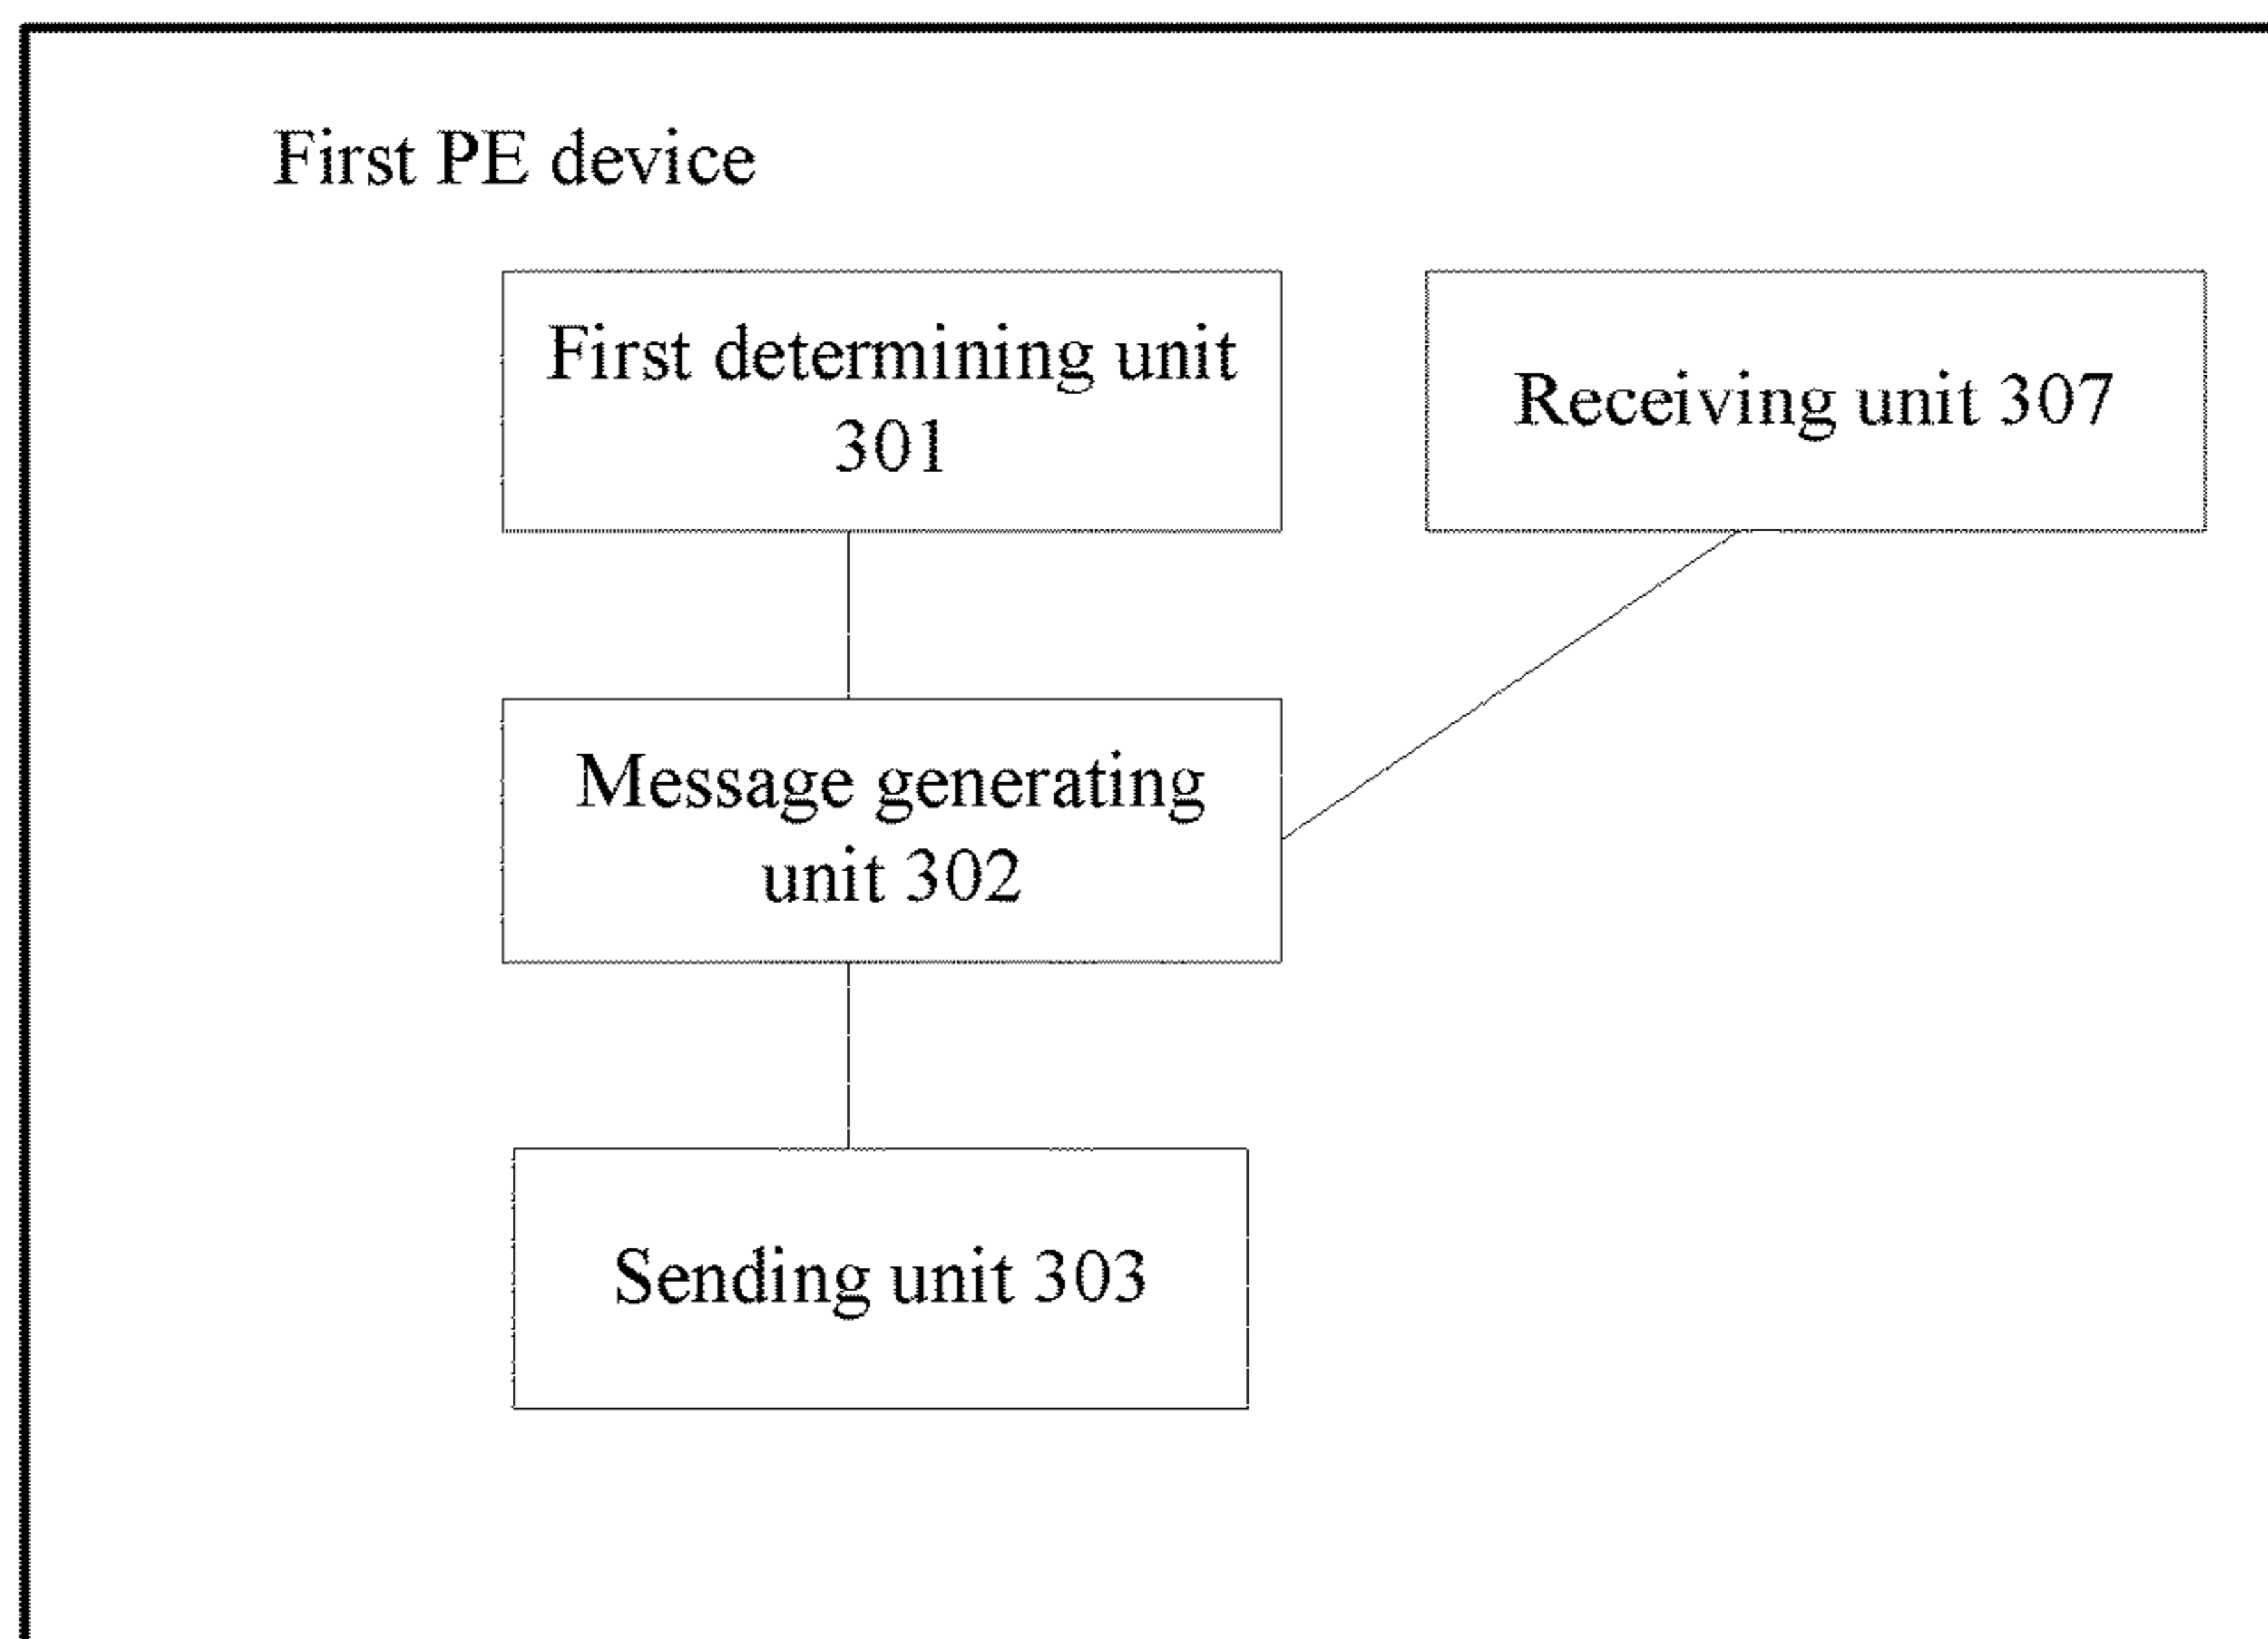 First PE device
First determining unit
301
Receiving unit 307
Message generating
unit 302
Sending unit 303